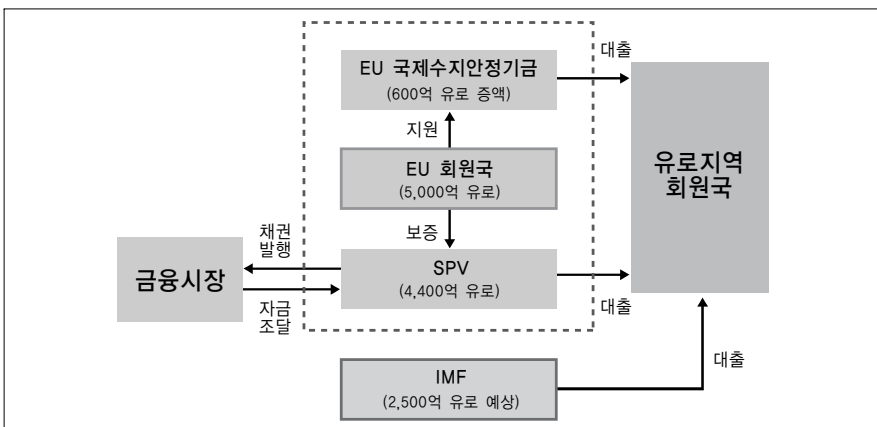 EU 국제수지안정기금
(600억 유로 증액)
대출
지원
EU 회원국
(5,000억 유로)
유로지역
회원국
보증
채권
발행
금융시장
SPV
(4,400억 유로)
자금
조달
대출
IMF
(2,500억 유로 예상)
대출